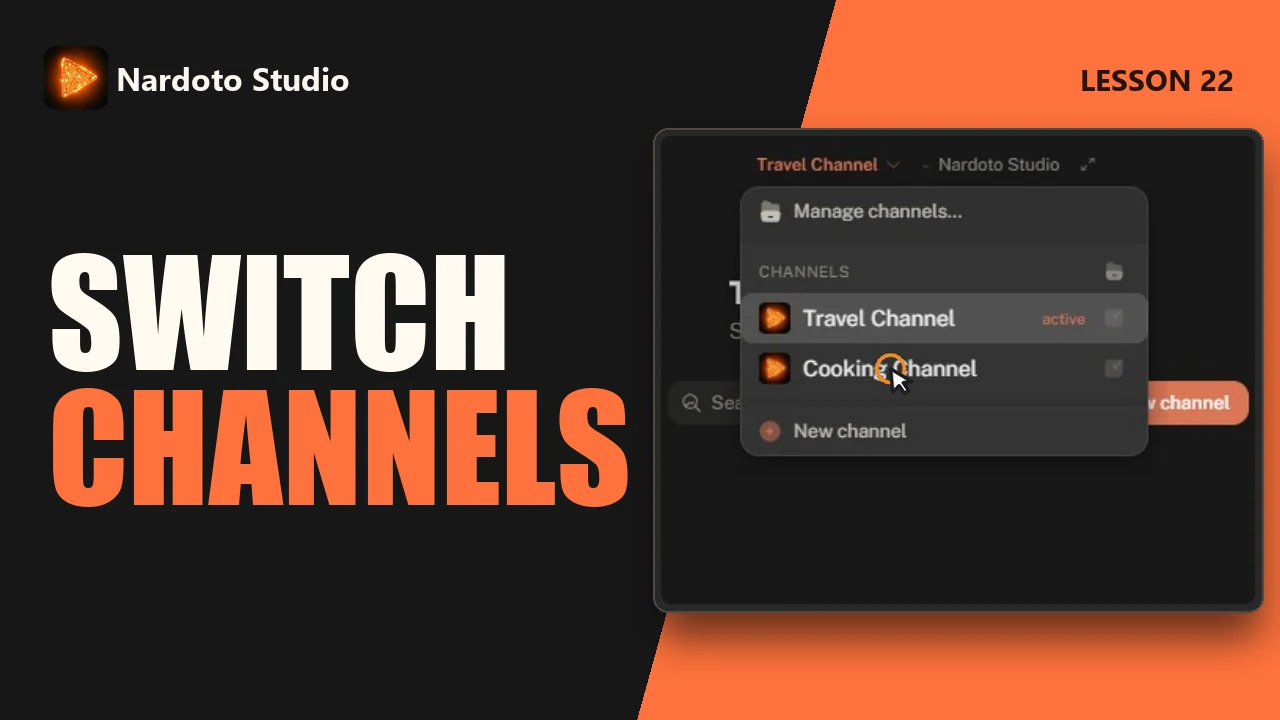 Nardoto Studio
LESSON 22
SWITCH
CHANNELS
Travel Channel - Nardoto Studio
Manage channels...
CHANNELS
Travel Channel active
Cooking Channel
New channel
channel